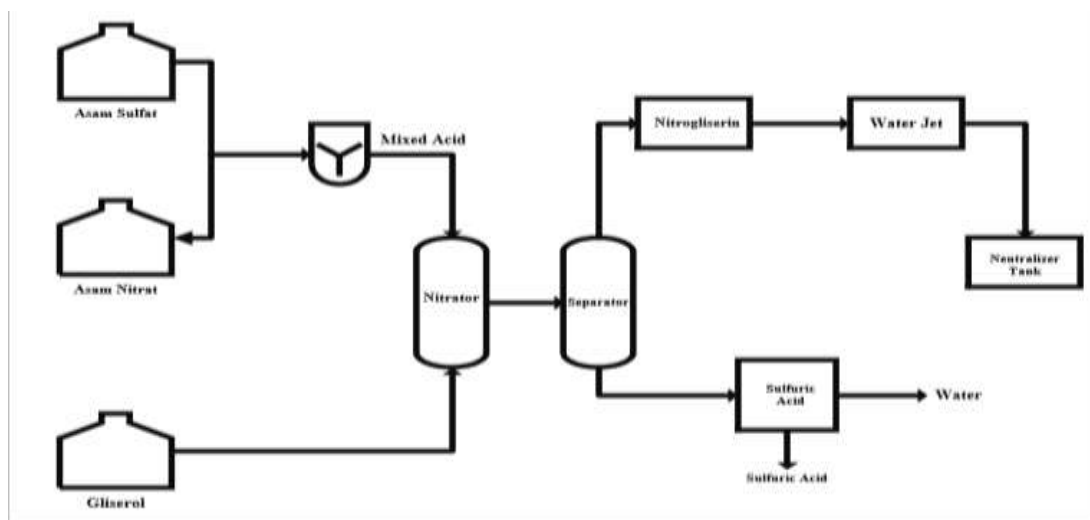 Asam Sulfat
Mixed Acid
Nitrogliserin
Water Jet
Asam Nitrat
Nitrator
Separator
Neutralizer
Tank
Sulfuric
Acid
Water
Sulfuric Acid
Gliserol